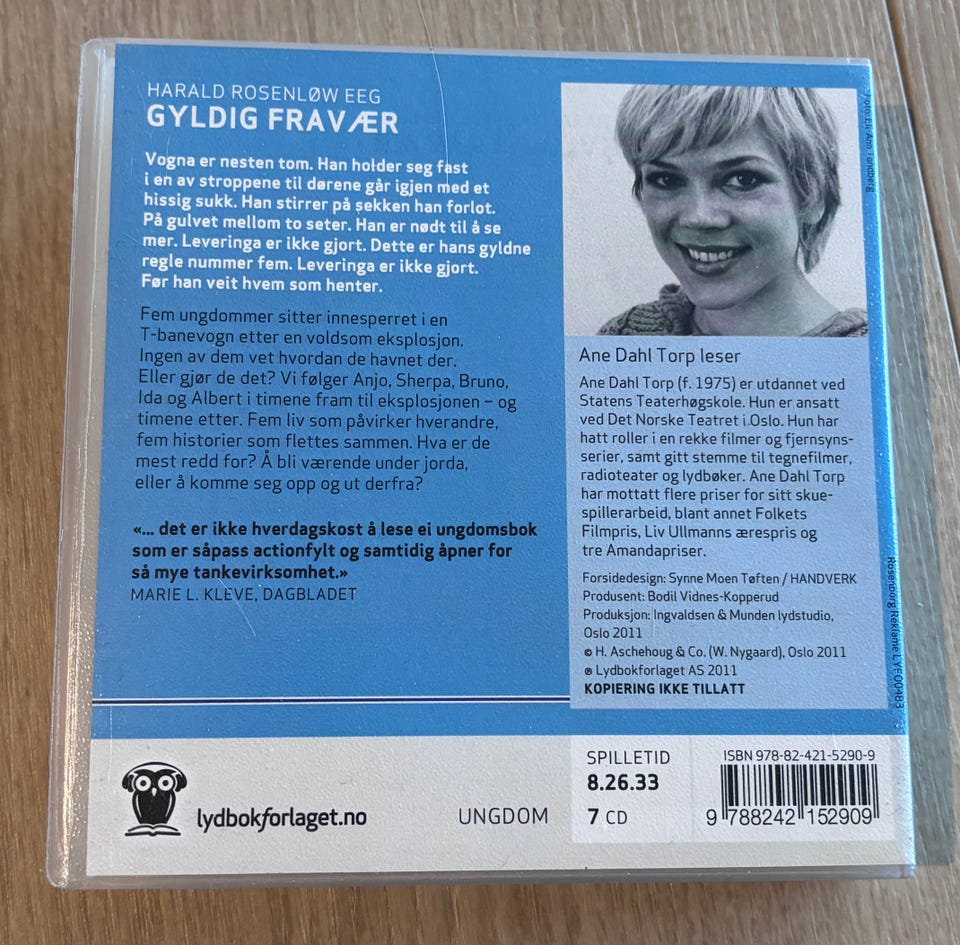 HARALD ROSENLØW EEG
GYLDIG FRAVÆR
Vogna er nesten tom. Han holder seg fast
i en av stroppene til dørene går igjen med et
hissig sukk. Han stirrer på sekken han forlot.
På gulvet mellom to seter. Han er nødt til å se
mer. Leveringa er ikke gjort. Dette er hans gyldne
regle nummer fem. Leveringa er ikke gjort.
Før han veit hvem som henter.
Fem ungdommer sitter innesperret i en
T-banevogn etter en voldsom eksplosjon.
Ingen av dem vet hvordan de havnet der.
Eller gjør de det? Vi følger Anjo, Sherpa, Bruno,
Ida og Albert i timene fram til eksplosjonen – og
timene etter. Fem liv som påvirker hverandre,
fem historier som flettes sammen. Hva er de
mest redd for? Å bli værende under jorda,
eller å komme seg opp og ut derfra?
«... det er ikke hverdagskost å lese ei ungdomsbok
som er såpass actionfylt og samtidig åpner for
så mye tankevirksomhet.»
MARIE L. KLEVE, DAGBLADET
Ane Dahl Torp leser
Ane Dahl Torp (f. 1975) er utdannet ved
Statens Teaterhøgskole. Hun er ansatt
ved Det Norske Teatret i Oslo. Hun har
hatt roller i en rekke filmer og fjernsyns-
serier, samt gitt stemme til tegnefilmer,
radioteater og lydbøker. Ane Dahl Torp
har mottatt flere priser for sitt skue-
spillerarbeid, blant annet Folkets
Filmpris, Liv Ullmanns ærespris og
tre Amandapriser.
Forsidedesign: Synne Moen Tøften / HANDVERK
Produsent: Bodil Vidnes-Kopperud
Produksjon: Ingvaldsen & Munden lydstudio,
Oslo 2011
© H. Aschehoug & Co. (W. Nygaard), Oslo 2011
℗ Lydbokforlaget AS 2011
KOPIERING IKKE TILLATT
Rosenborg Reklame LYF00483
lydbokforlaget.no
UNGDOM
SPILLETID
8.26.33
7 CD
ISBN 978-82-421-5290-9
9 788242 152909